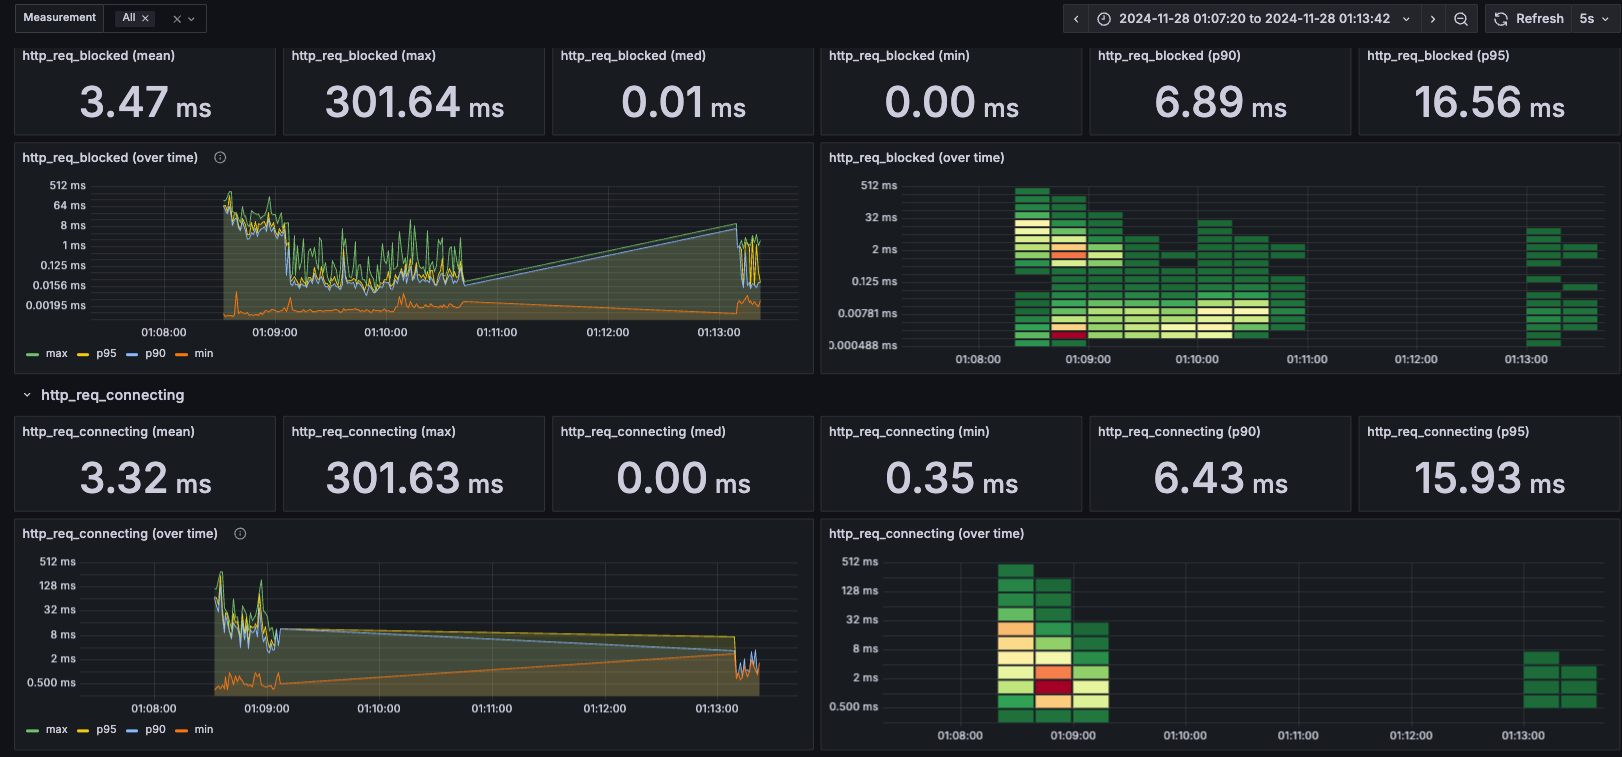 Measurement All × × 2024-11-28 01:07:20 to 2024-11-28 01:13:42 Refresh 5s
http_req_blocked (mean) http_req_blocked (max) http_req_blocked (med) http_req_blocked (min) http_req_blocked (p90) http_req_blocked (p95)
3.47 ms 301.64 ms 0.01 ms 0.00 ms 6.89 ms 16.56 ms
http_req_blocked (over time)
512 ms
64 ms
8 ms
1 ms
0.125 ms
0.0156 ms
0.00195 ms
01:08:00 01:09:00 01:10:00 01:11:00 01:12:00 01:13:00
max p95 p90 min
http_req_blocked (over time)
512 ms
32 ms
2 ms
0.125 ms
0.00781 ms
0.000488 ms
01:08:00 01:09:00 01:10:00 01:11:00 01:12:00 01:13:00
http_req_connecting
http_req_connecting (mean) http_req_connecting (max) http_req_connecting (med) http_req_connecting (min) http_req_connecting (p90) http_req_connecting (p95)
3.32 ms 301.63 ms 0.00 ms 0.35 ms 6.43 ms 15.93 ms
http_req_connecting (over time)
512 ms
128 ms
32 ms
8 ms
2 ms
0.500 ms
01:08:00 01:09:00 01:10:00 01:11:00 01:12:00 01:13:00
max p95 p90 min
http_req_connecting (over time)
512 ms
128 ms
32 ms
8 ms
2 ms
0.500 ms
01:08:00 01:09:00 01:10:00 01:11:00 01:12:00 01:13:00